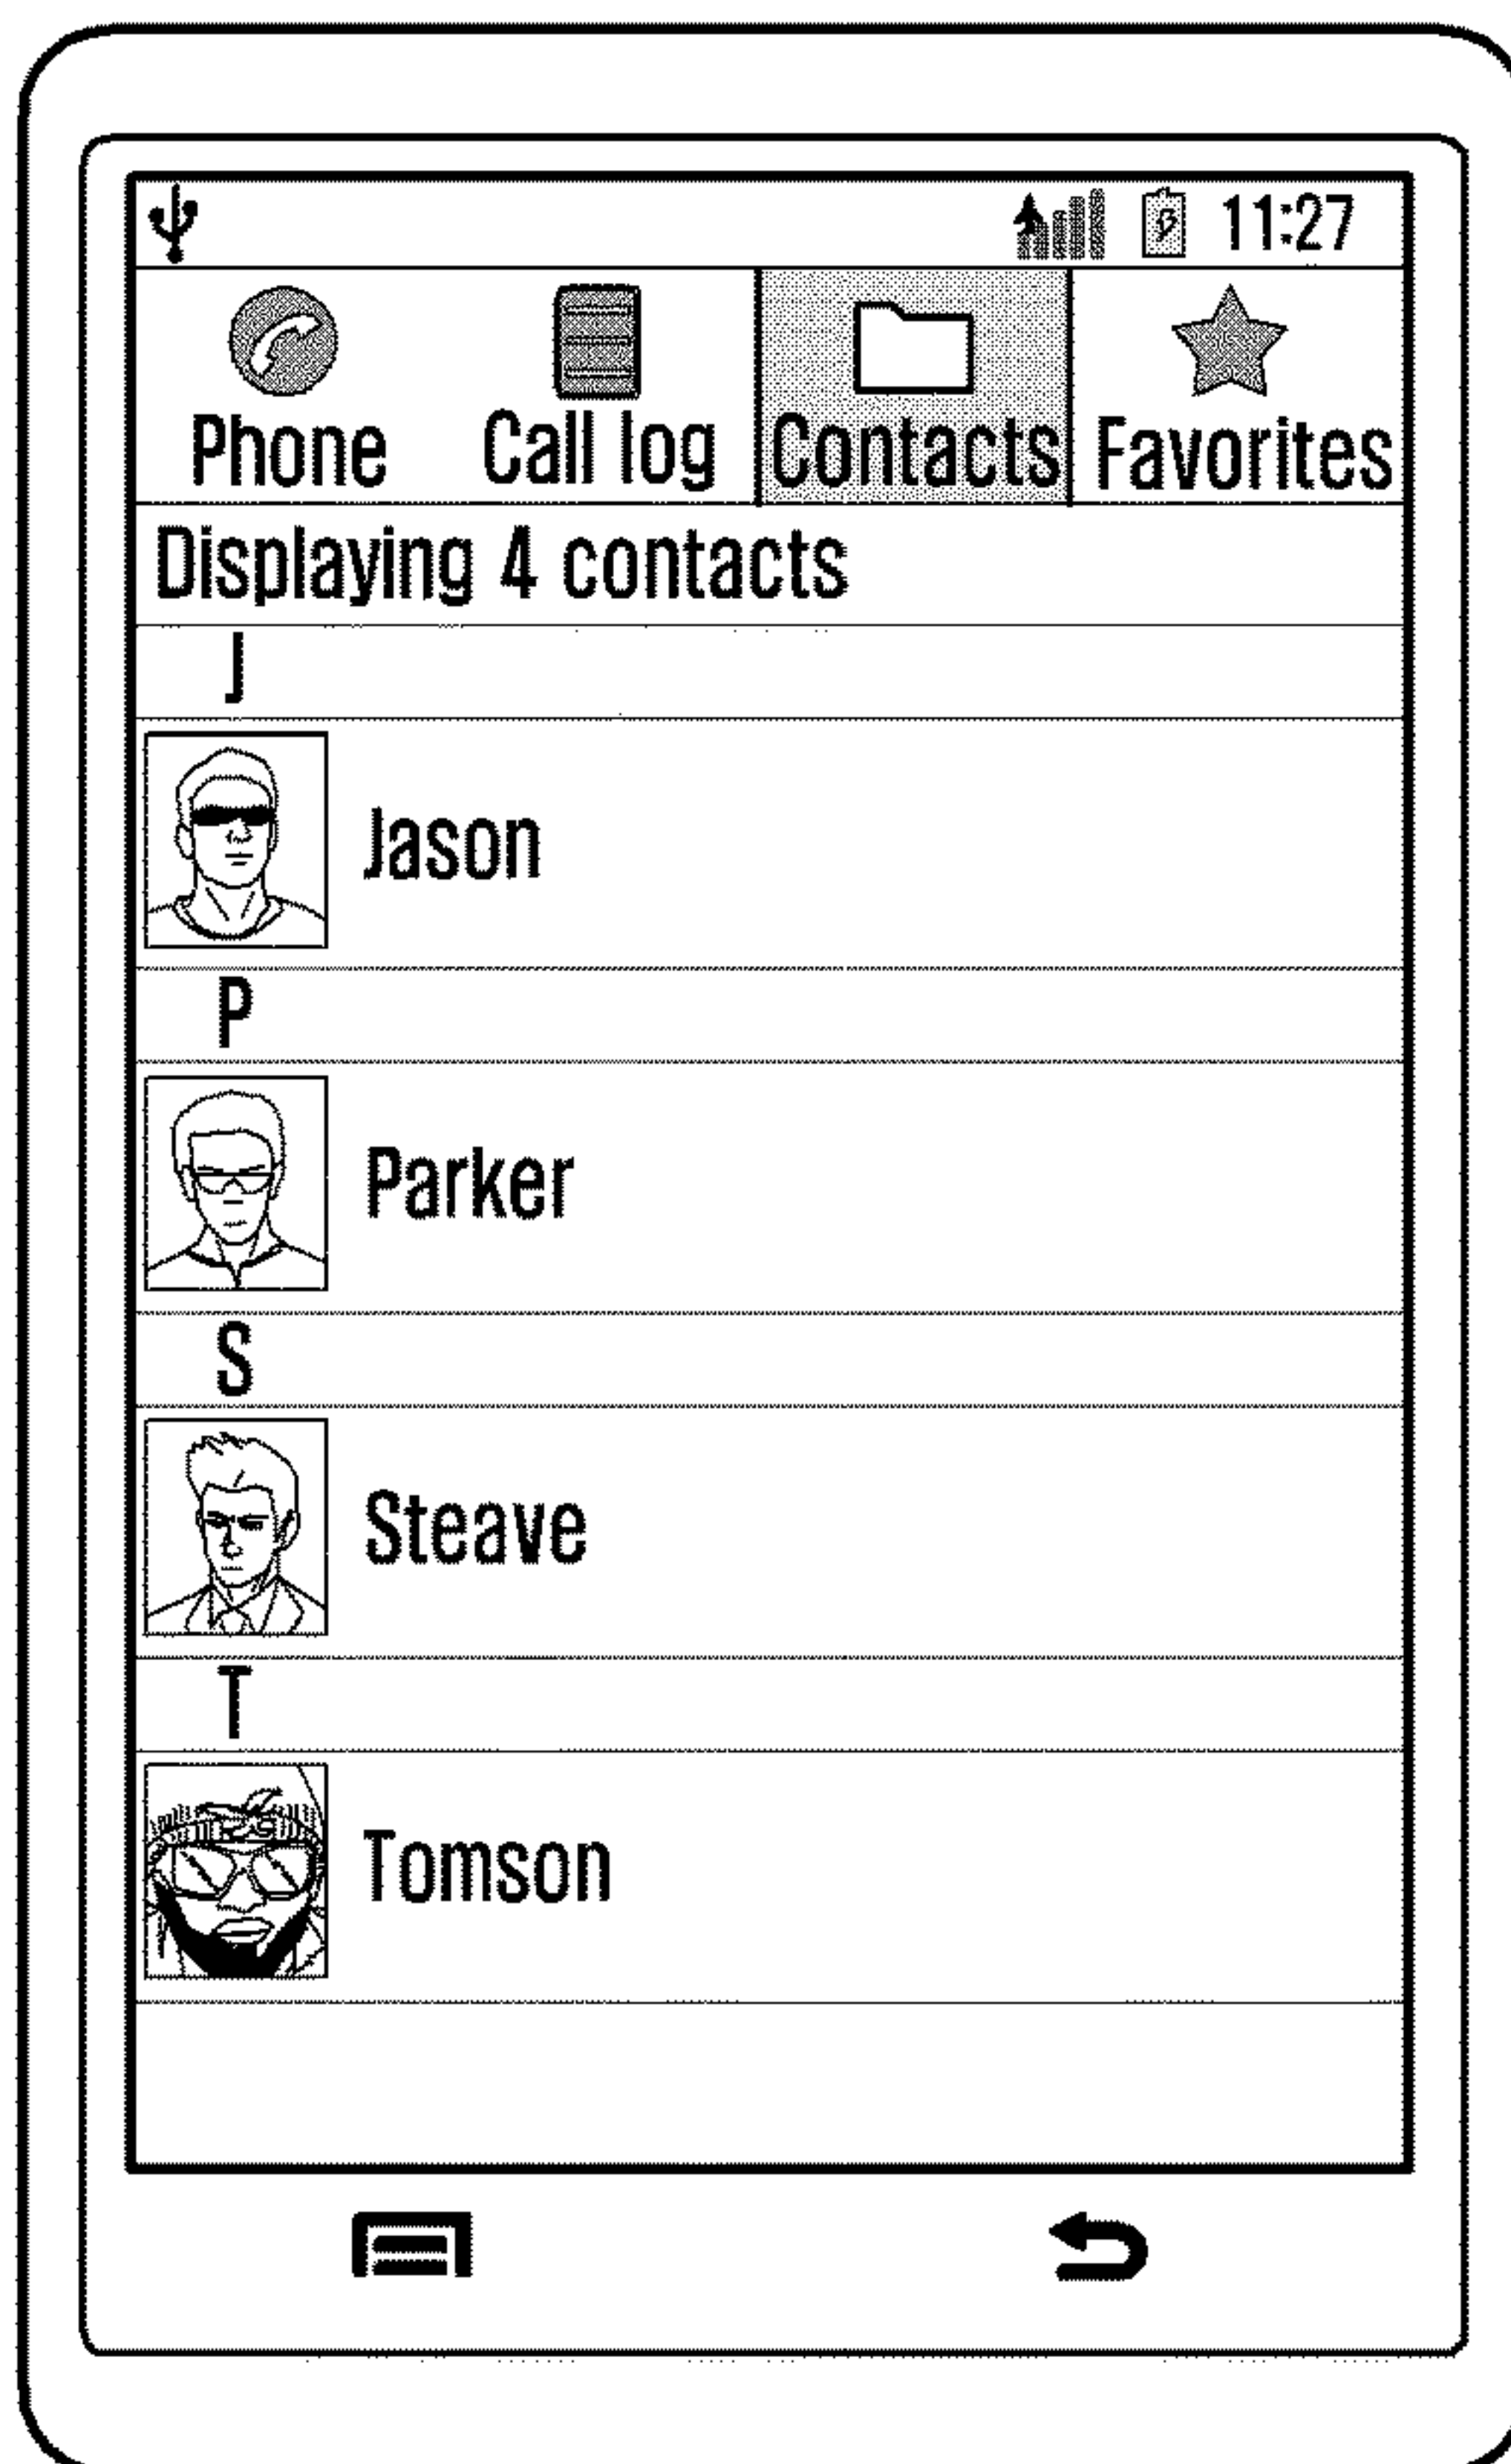 11:27
Phone Call log Contacts Favorites
Displaying 4 contacts
J
Jason
P
Parker
S
Steave
T
Tomson